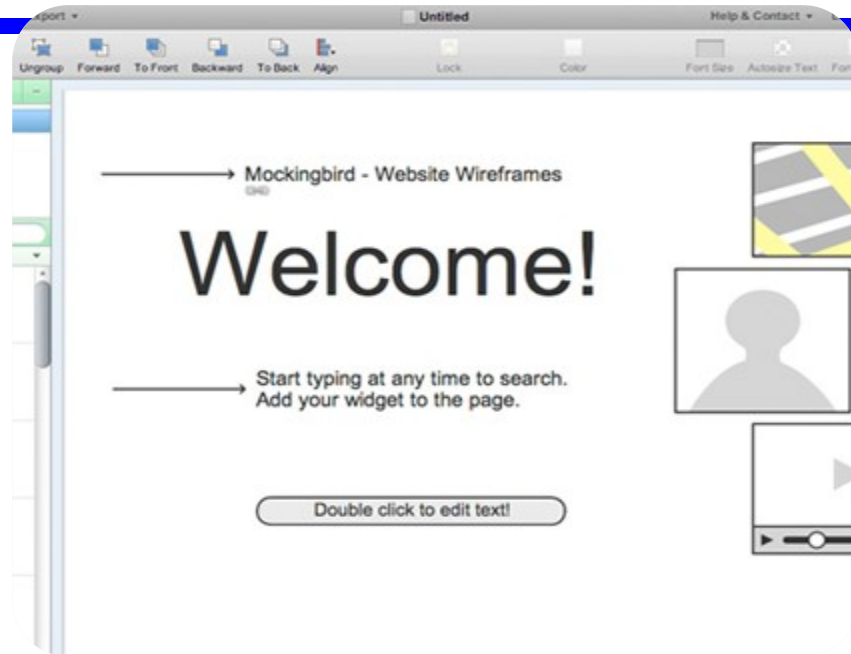 Export
Untitled
Help & Contact
Ungroup Forward To Front Backward To Back Align Lock Color Font Size Autosize Text
Mockingbird - Website Wireframes
Welcome!
Start typing at any time to search.
Add your widget to the page.
Double click to edit text!